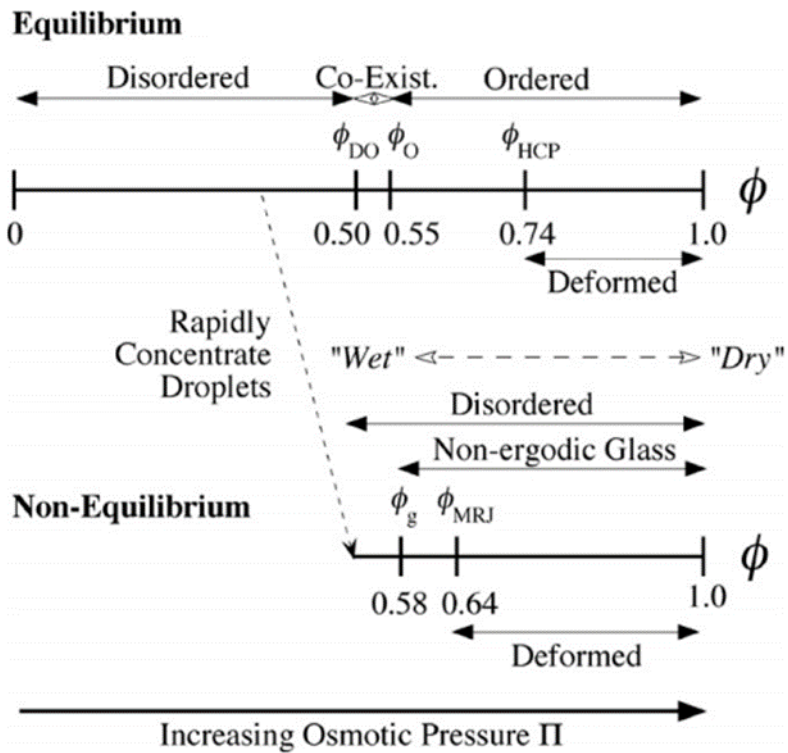 Equilibrium
Disordered Co-Exist. Ordered
ϕDO ϕO ϕHCP
ϕ
0 0.50 0.55 0.74 1.0
Deformed
Rapidly
Concentrate
Droplets
"Wet" "Dry"
Disordered
Non-ergodic Glass
Non-Equilibrium
ϕg ϕMRJ
ϕ
0.58 0.64 1.0
Deformed
Increasing Osmotic Pressure Π